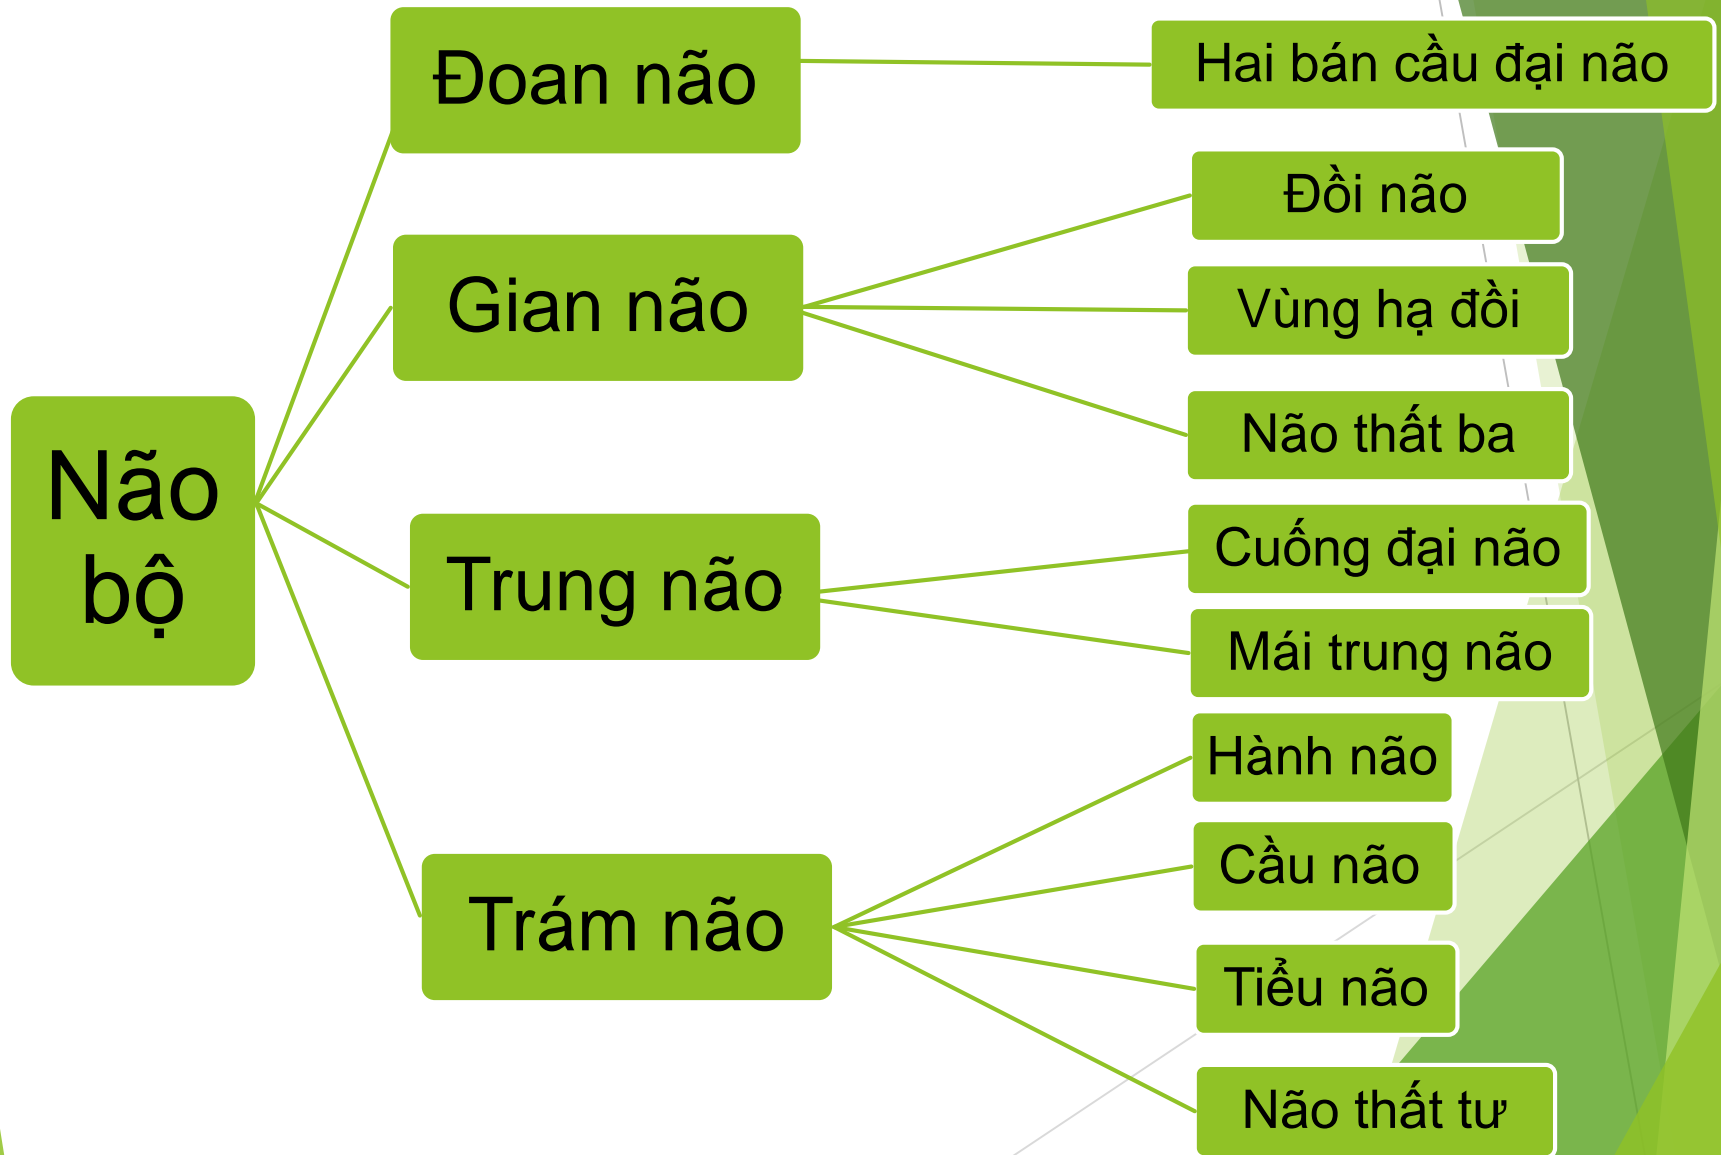 Não
bộ
Đoan não
Hai bán cầu đại não
Gian não
Đồi não
Vùng hạ đồi
Não thất ba
Trung não
Cuống đại não
Mái trung não
Trám não
Hành não
Cầu não
Tiểu não
Não thất tư